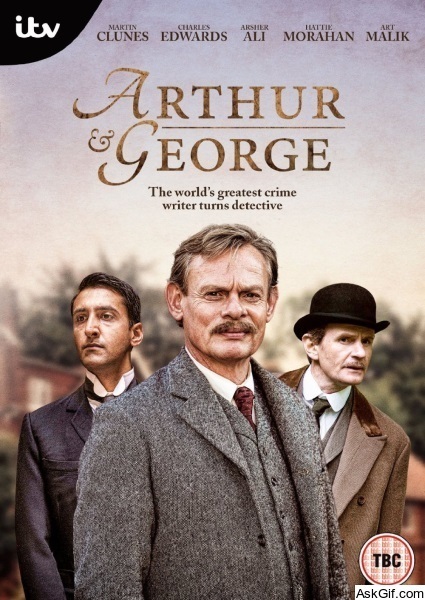 itv
MARTIN CLUNES
CHARLES EDWARDS
ARSHER ALI
HATTIE MORAHAN
ART MALIK
ARTHUR
& GEORGE
The world's greatest crime
writer turns detective
TBC
AskGif.com